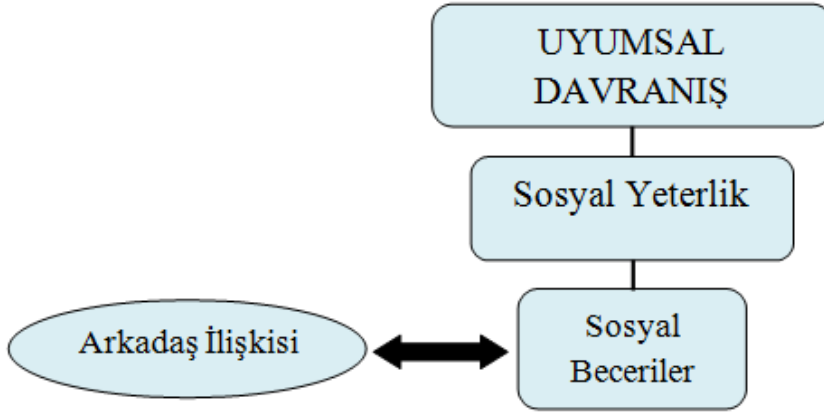 UYUMSAL
DAVRANIŞ
Sosyal Yeterlik
Arkadaş İlişkisi
Sosyal
Beceriler